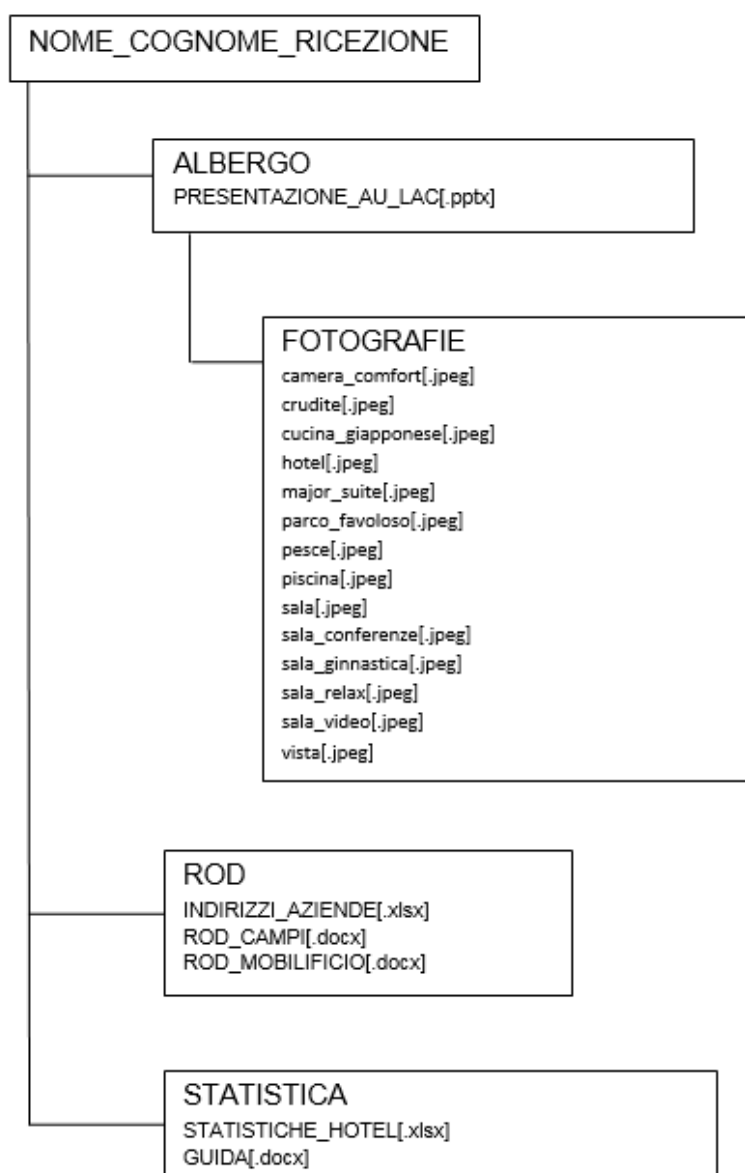 NOME_COGNOME_RICEZIONE
ALBERGO
PRESENTAZIONE_AU_LAC[.pptx]
FOTOGRAFIE
camera_comfort[.jpeg]
crudite[.jpeg]
cucina_giapponese[.jpeg]
hotel[.jpeg]
major_suite[.jpeg]
parco_favoloso[.jpeg]
pesce[.jpeg]
piscina[.jpeg]
sala[.jpeg]
sala_conferenze[.jpeg]
sala_ginnastica[.jpeg]
sala_relax[.jpeg]
sala_video[.jpeg]
vista[.jpeg]
ROD
INDIRIZZI_AZIENDE[.xlsx]
ROD_CAMPI[.docx]
ROD_MOBILIFICIO[.docx]
STATISTICA
STATISTICHE_HOTEL[.xlsx]
GUIDA[.docx]